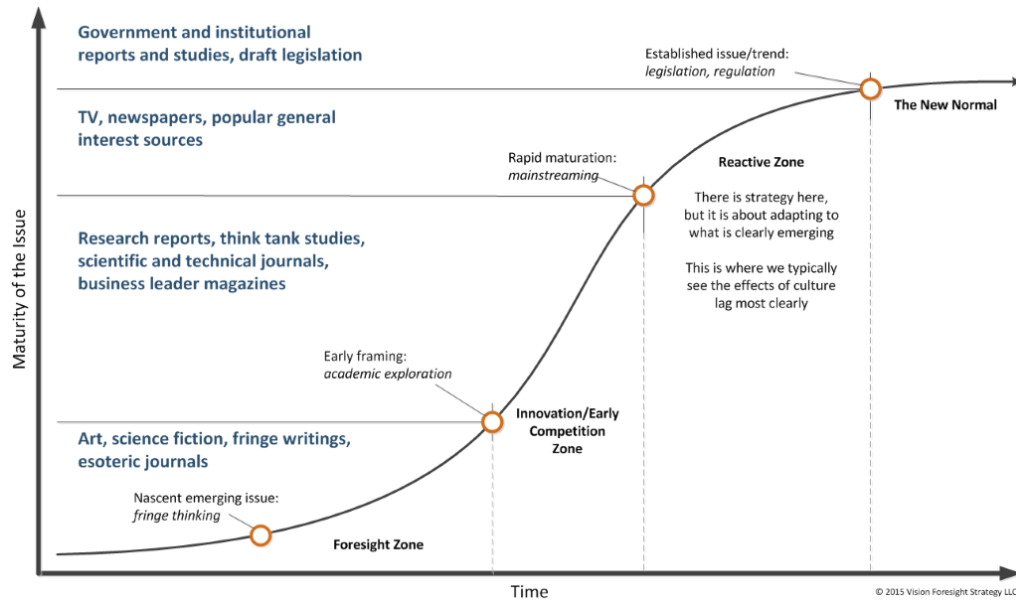 Government and institutional
reports and studies, draft legislation
Established issue/trend:
legislation, regulation
The New Normal
TV, newspapers, popular general
interest sources
Rapid maturation:
mainstreaming
Reactive Zone
There is strategy here,
but it is about adapting to
what is clearly emerging
This is where we typically
see the effects of culture
lag most clearly
Maturity of the Issue
Research reports, think tank studies,
scientific and technical journals,
business leader magazines
Early framing:
academic exploration
Innovation/Early
Competition
Zone
Art, science fiction, fringe writings,
esoteric journals
Nascent emerging issue:
fringe thinking
Foresight Zone
Time
© 2015 Vision Foresight Strategy LLC